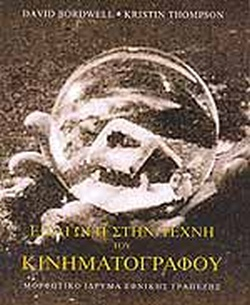 DAVID BORDWELL • KRISTIN THOMPSON
ΕΙΣΑΓΩΓΗ ΣΤΗΝ ΤΕΧΝΗ
ΤΟΥ
ΚΙΝΗΜΑΤΟΓΡΑΦΟΥ
ΜΟΡΦΩΤΙΚΟ ΙΔΡΥΜΑ ΕΘΝΙΚΗΣ ΤΡΑΠΕΖΗΣ